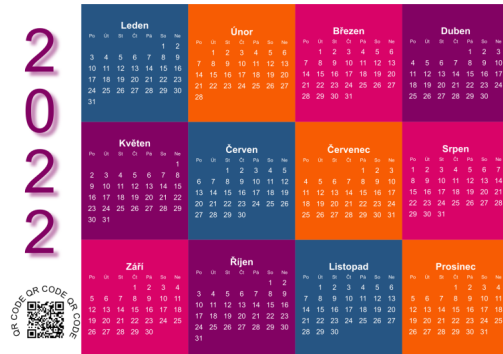 2
0
2
2
Leden
Po Út St Čt Pá So Ne
1 2
3 4 5 6 7 8 9
10 11 12 13 14 15 16
17 18 19 20 21 22 23
24 25 26 27 28 29 30
31
Únor
Po Út St Čt Pá So Ne
1 2 3 4 5 6
7 8 9 10 11 12 13
14 15 16 17 18 19 20
21 22 23 24 25 26 27
28
Březen
Po Út St Čt Pá So Ne
1 2 3 4 5 6
7 8 9 10 11 12 13
14 15 16 17 18 19 20
21 22 23 24 25 26 27
28 29 30 31
Duben
Po Út St Čt Pá So Ne
1 2 3
4 5 6 7 8 9 10
11 12 13 14 15 16 17
18 19 20 21 22 23 24
25 26 27 28 29 30
Květen
Po Út St Čt Pá So Ne
1
2 3 4 5 6 7 8
9 10 11 12 13 14 15
16 17 18 19 20 21 22
23 24 25 26 27 28 29
30 31
Červen
Po Út St Čt Pá So Ne
1 2 3 4 5
6 7 8 9 10 11 12
13 14 15 16 17 18 19
20 21 22 23 24 25 26
27 28 29 30
Červenec
Po Út St Čt Pá So Ne
1 2 3
4 5 6 7 8 9 10
11 12 13 14 15 16 17
18 19 20 21 22 23 24
25 26 27 28 29 30 31
Srpen
Po Út St Čt Pá So Ne
1 2 3 4 5 6 7
8 9 10 11 12 13 14
15 16 17 18 19 20 21
22 23 24 25 26 27 28
29 30 31
Září
Po Út St Čt Pá So Ne
1 2 3 4
5 6 7 8 9 10 11
12 13 14 15 16 17 18
19 20 21 22 23 24 25
26 27 28 29 30
Říjen
Po Út St Čt Pá So Ne
1 2
3 4 5 6 7 8 9
10 11 12 13 14 15 16
17 18 19 20 21 22 23
24 25 26 27 28 29 30
31
Listopad
Po Út St Čt Pá So Ne
1 2 3 4 5 6
7 8 9 10 11 12 13
14 15 16 17 18 19 20
21 22 23 24 25 26 27
28 29 30
Prosinec
Po Út St Čt Pá So Ne
1 2 3 4
5 6 7 8 9 10 11
12 13 14 15 16 17 18
19 20 21 22 23 24 25
26 27 28 29 30 31
QR CODE QR CODE QR CODE